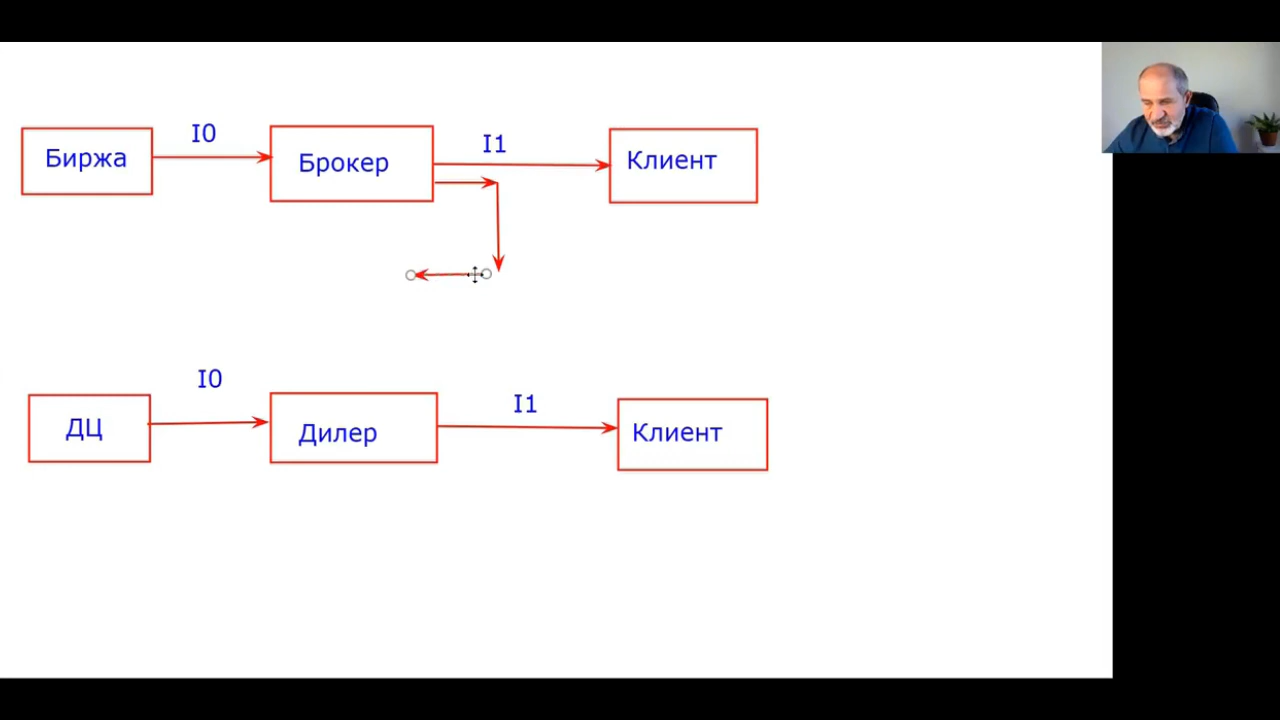 I0
I1
Биржа
Брокер
Клиент
I0
I1
ДЦ
Дилер
Клиент